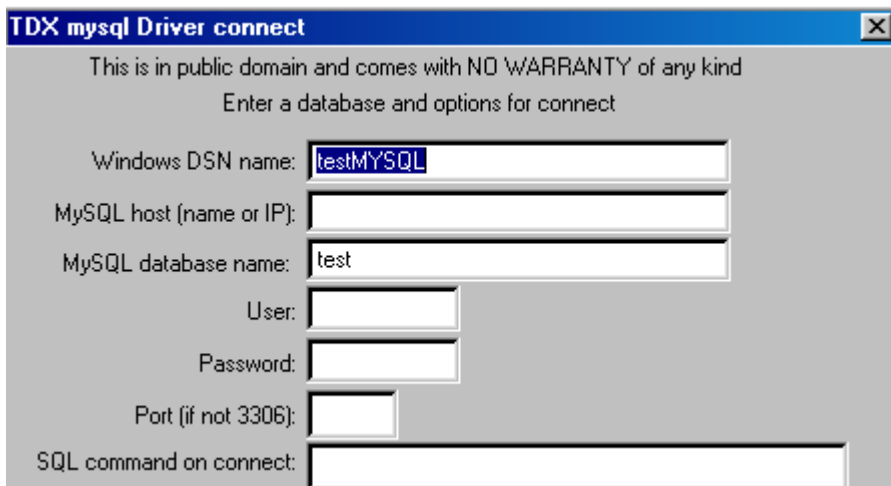 TDX mysql Driver connect
This is in public domain and comes with NO WARRANTY of any kind
Enter a database and options for connect
Windows DSN name: testMYSQL
MySQL host (name or IP):
MySQL database name: test
User:
Password:
Port (if not 3306):
SQL command on connect: